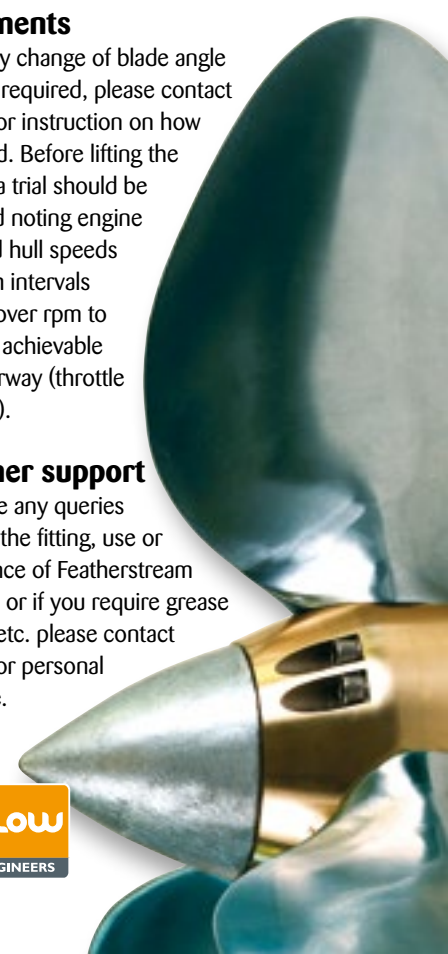 ments
y change of blade angle
required, please contact
or instruction on how
d. Before lifting the
a trial should be
d noting engine
d hull speeds
n intervals
over rpm to
achievable
rway (throttle
).
ner support
e any queries
the fitting, use or
nce of Featherstream
or if you require grease
etc. please contact
or personal
e.
LOW
GINEERS